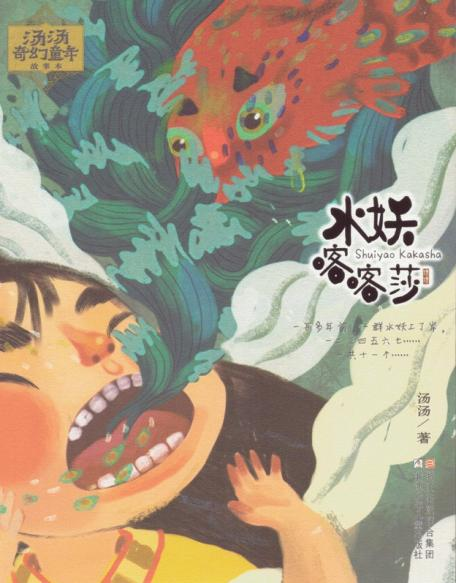 汤汤
奇幻童年
故事本
水妖
Shuiyao Kakasha
喀喀莎
一百多年前，一群水妖上了岸，
一二三四五六七……
一共十一个……
汤汤／著